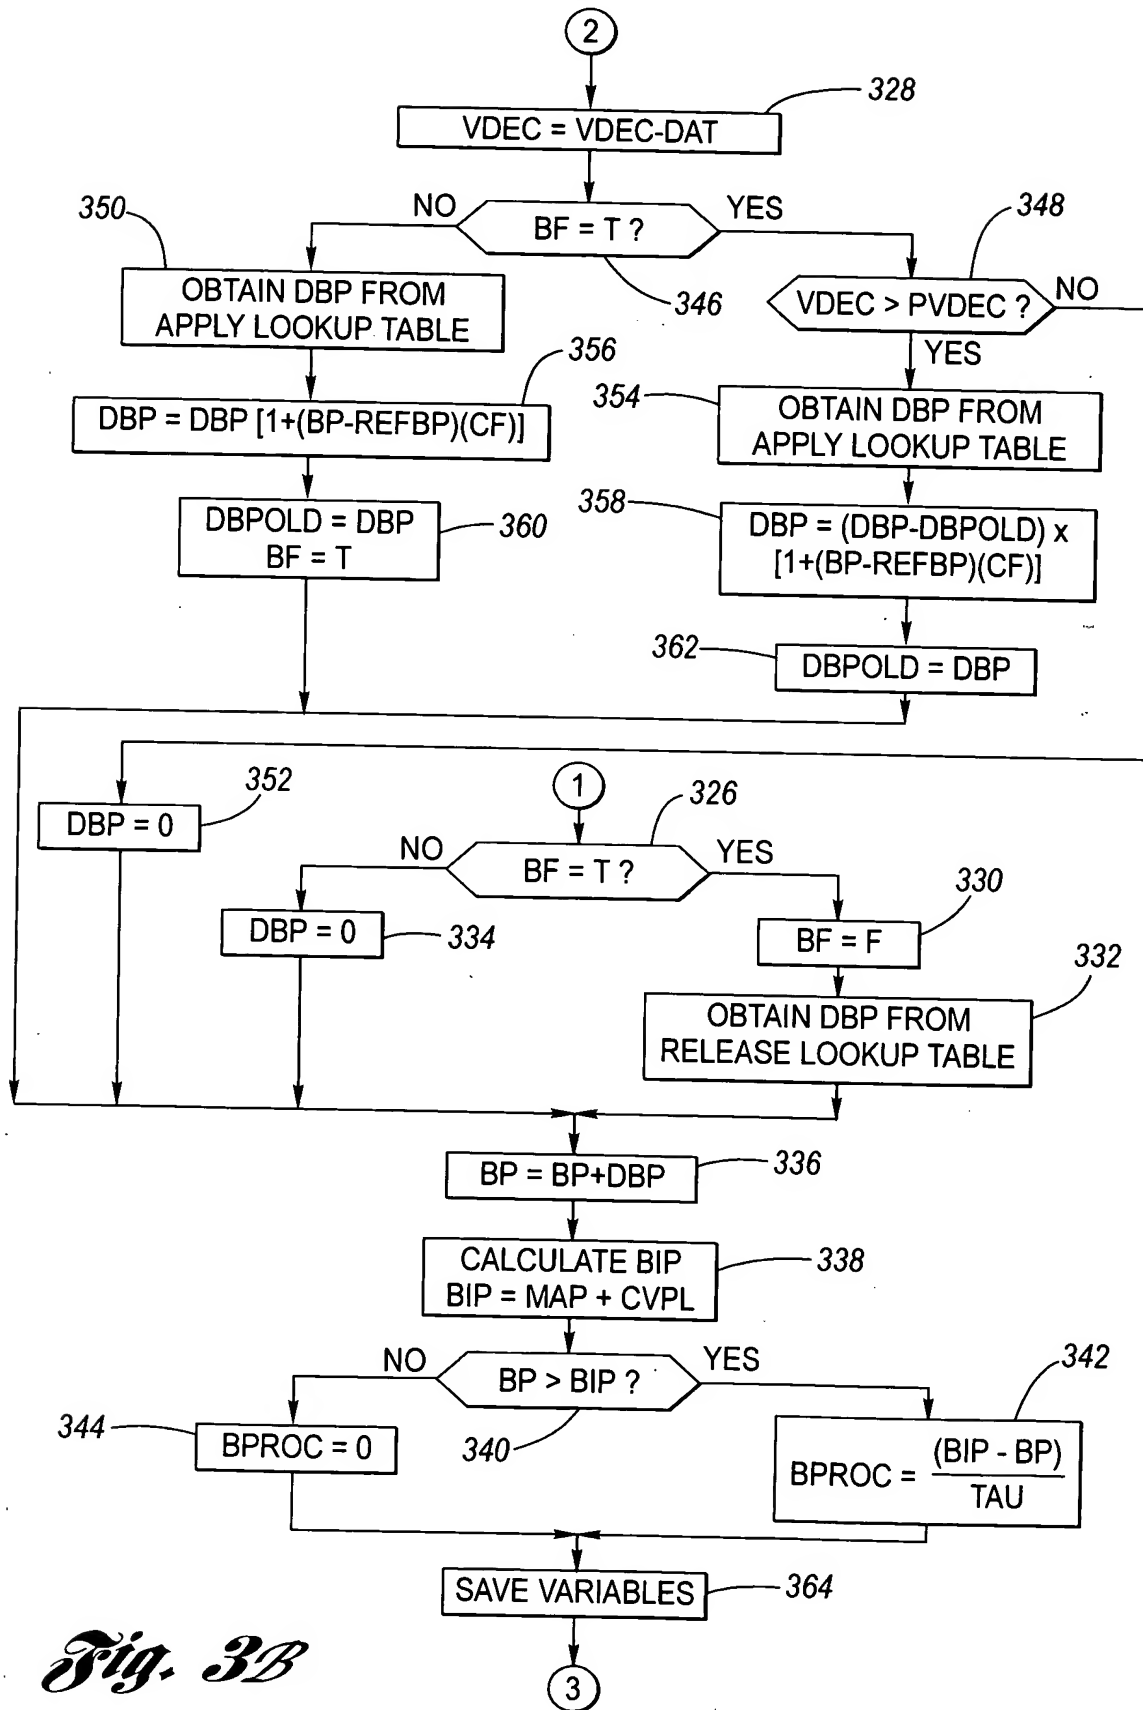 2
328
VDEC = VDEC-DAT
NO
BF = T ?
YES
346
350
OBTAIN DBP FROM
APPLY LOOKUP TABLE
348
VDEC > PVDEC ?
NO
YES
356
DBP = DBP [1+(BP-REFBP)(CF)]
354
OBTAIN DBP FROM
APPLY LOOKUP TABLE
DBPOLD = DBP
BF = T
360
358
DBP = (DBP-DBPOLD) x
[1+(BP-REFBP)(CF)]
362
DBPOLD = DBP
352
DBP = 0
1
326
NO
BF = T ?
YES
DBP = 0
334
330
BF = F
332
OBTAIN DBP FROM
RELEASE LOOKUP TABLE
BP = BP+DBP
336
CALCULATE BIP
BIP = MAP + CVPL
338
NO
BP > BIP ?
YES
340
344
BPROC = 0
342
BPROC = (BIP - BP)
TAU
SAVE VARIABLES
364
3
Fig. 3B